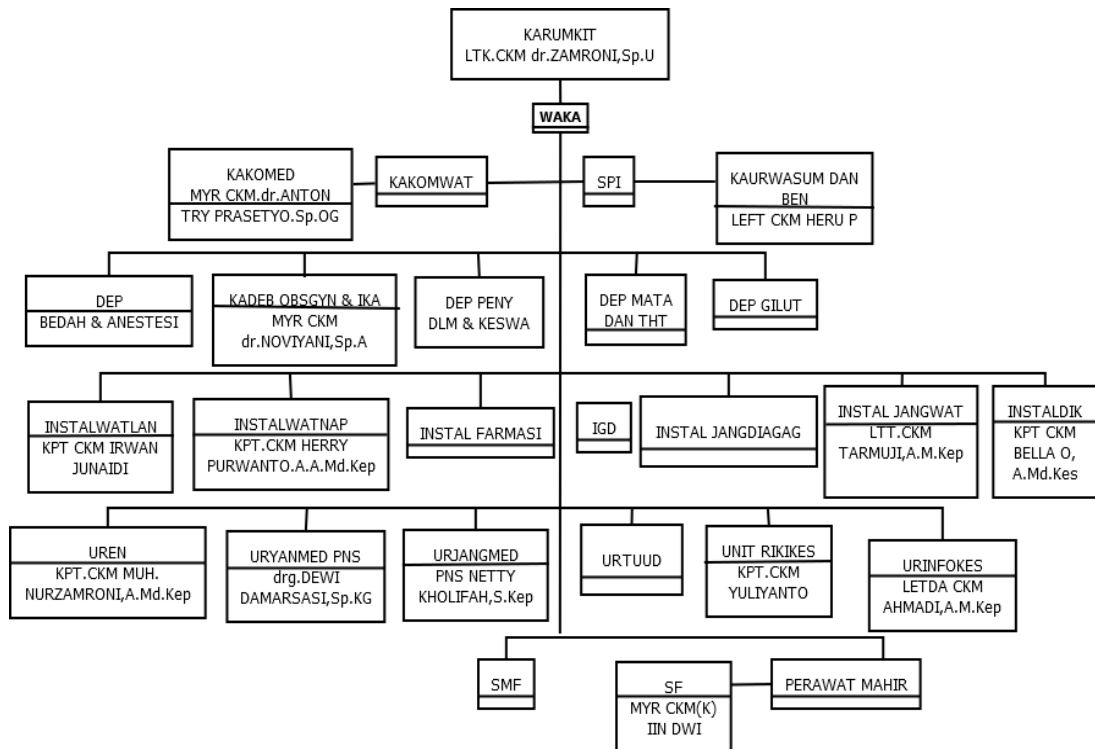 KARUMKIT
LTK.CKM dr.ZAMRONI,Sp.U
WAKA
KAKOMED
MYR CKM.dr.ANTON
TRY PRASETYO.Sp.OG
KAKOMWAT
SPI
KAURWASUM DAN
BEN
LEFT CKM HERU P
DEP
BEDAH & ANESTESI
KADEB OBSGYN & IKA
MYR CKM
dr.NOVIYANI,Sp.A
DEP PENY
DLM & KESWA
DEP MATA
DAN THT
DEP GILUT
INSTALWATLAN
KPT CKM IRWAN
JUNAIDI
INSTALWATNAP
KPT.CKM HERRY
PURWANTO.A.A.Md.Kep
INSTAL FARMASI
IGD
INSTAL JANGDIAGAG
INSTAL JANGWAT
LTT.CKM
TARMUJI,A.M.Kep
INSTALDIK
KPT CKM
BELLA O,
A.Md.Kes
UREN
KPT.CKM MUH.
NURZAMRONI,A.Md.Kep
URYANMED PNS
drg.DEWI
DAMARSASI,Sp.KG
URJANGMED
PNS NETTY
KHOLIFAH,S.Kep
URTUUD
UNIT RIKIKES
KPT.CKM
YULIYANTO
URINFOKES
LETDA CKM
AHMADI,A.M.Kep
SMF
SF
MYR CKM(K)
IIN DWI
PERAWAT MAHIR